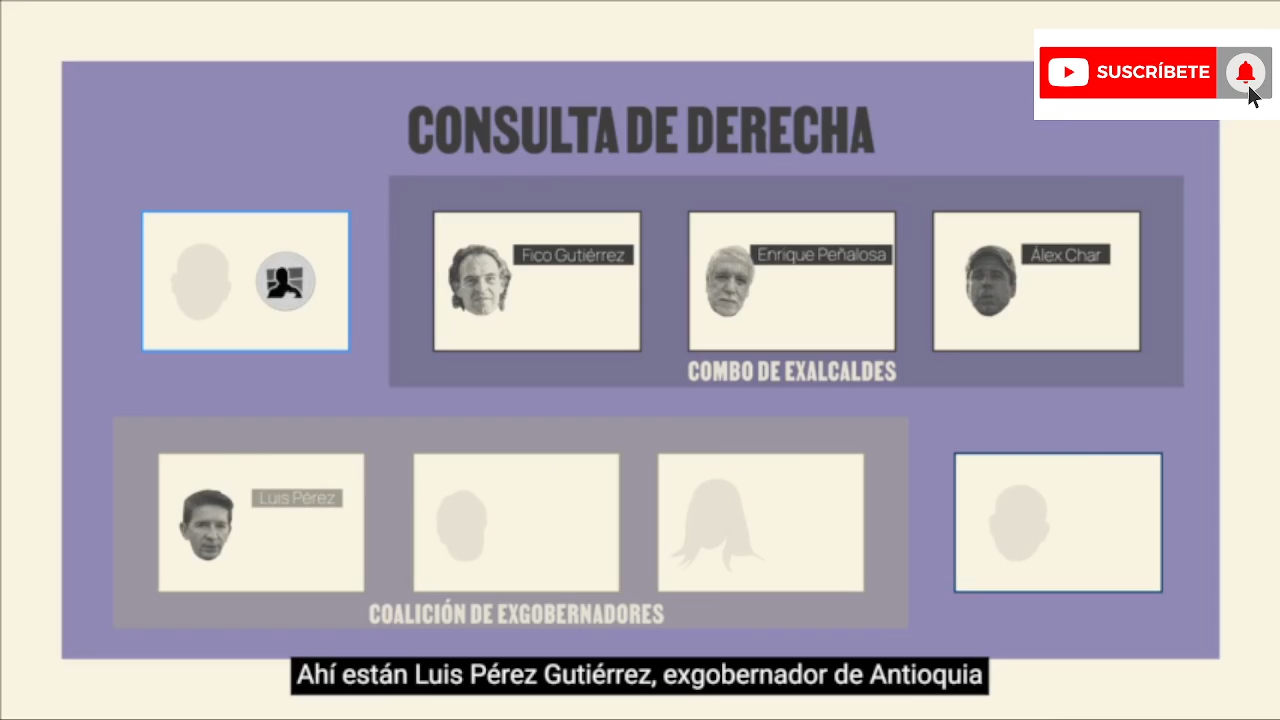 SUSCRÍBETE
CONSULTA DE DERECHA
Fico Gutiérrez
Enrique Peñalosa
Álex Char
COMBO DE EXALCALDES
Luis Pérez
COALICIÓN DE EXGOBERNADORES
Ahí están Luis Pérez Gutiérrez, exgobernador de Antioquia